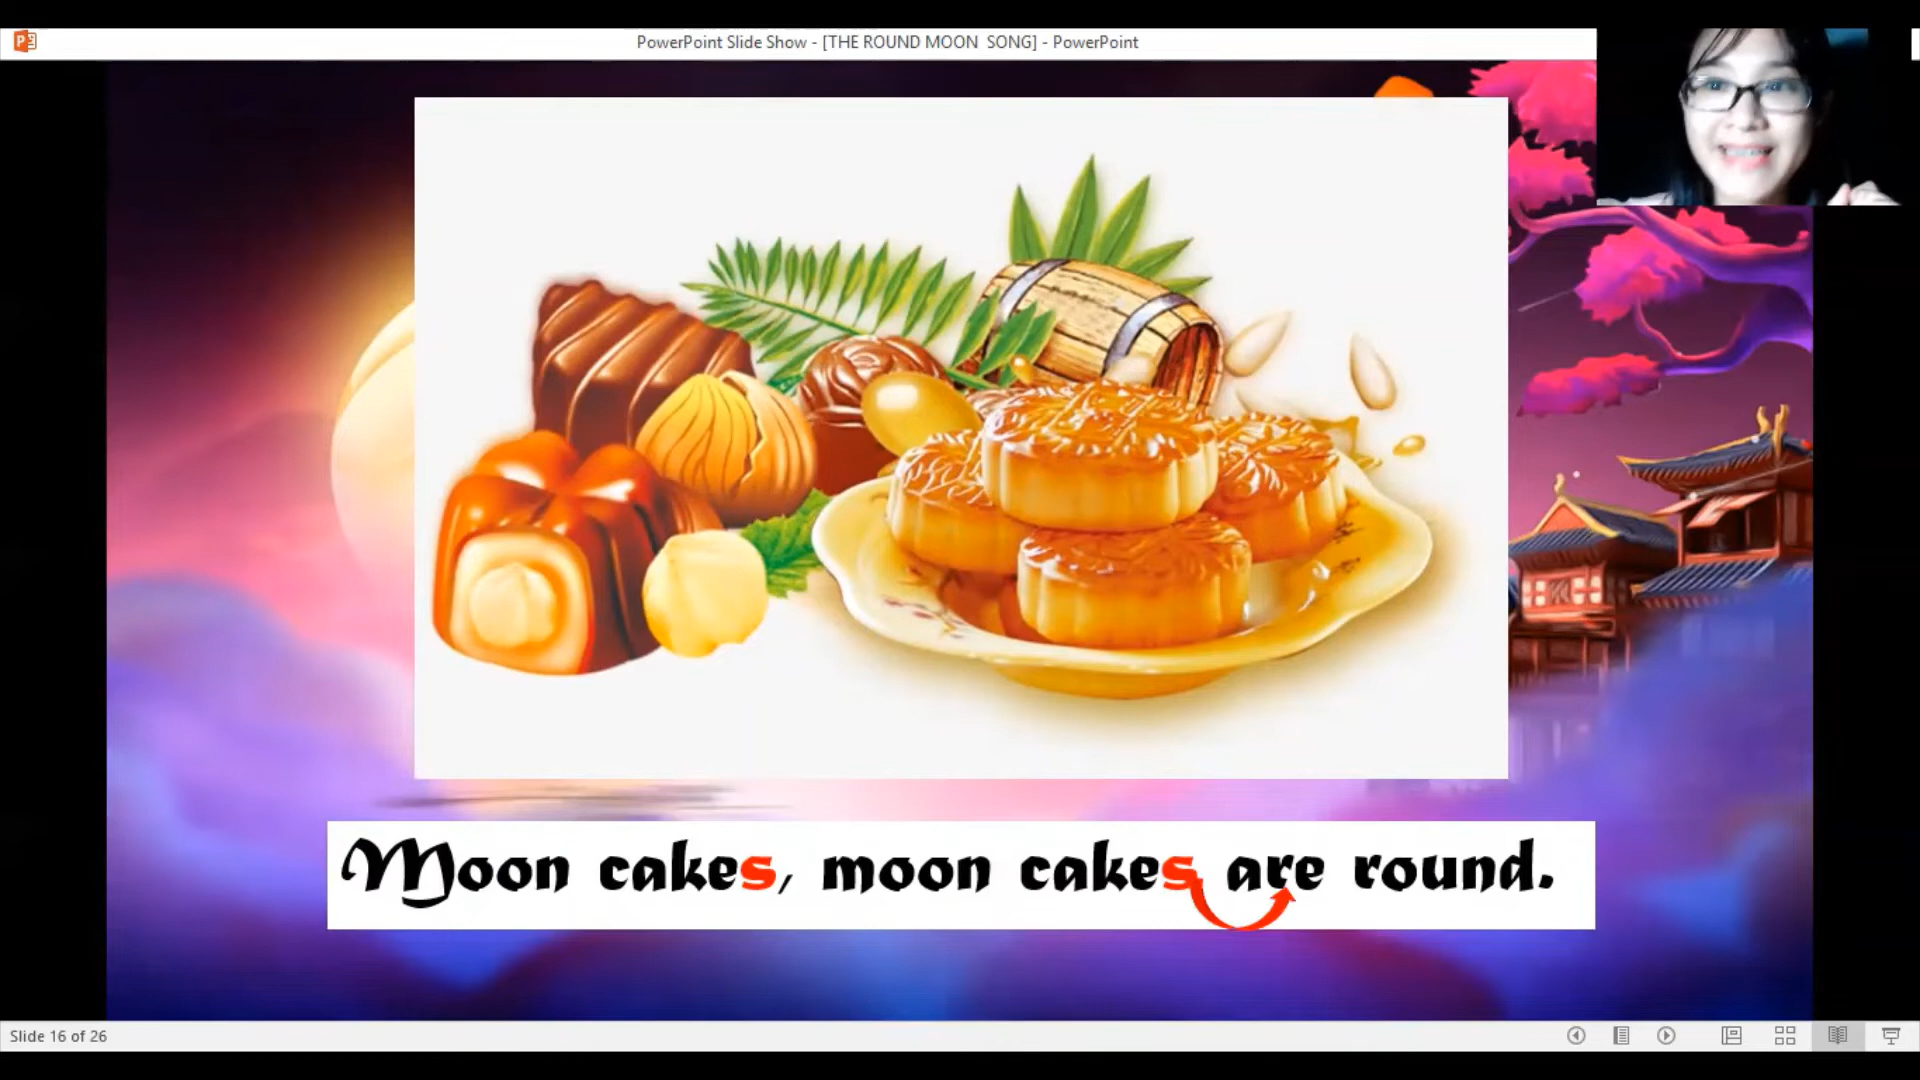 PowerPoint Slide Show - [THE ROUND MOON  SONG] - PowerPoint
Moon cakes, moon cakes are round.
Slide 16 of 26